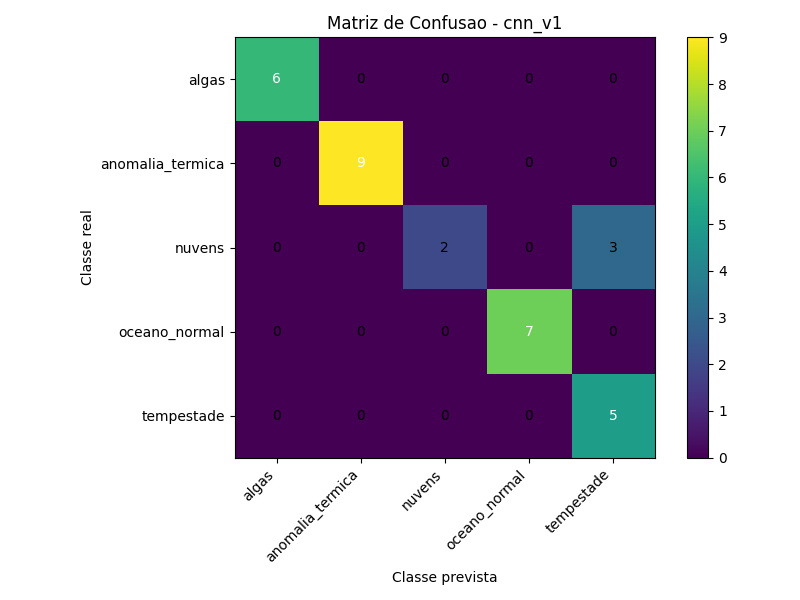 Matriz de Confusao - cnn_v1
algas 6 0 0 0 0
anomalia_termica 0 9 0 0 0
nuvens 0 0 2 0 3
oceano_normal 0 0 0 7 0
tempestade 0 0 0 0 5
Classe real
algas
anomalia_termica
nuvens
oceano_normal
tempestade
Classe prevista
9
8
7
6
5
4
3
2
1
0